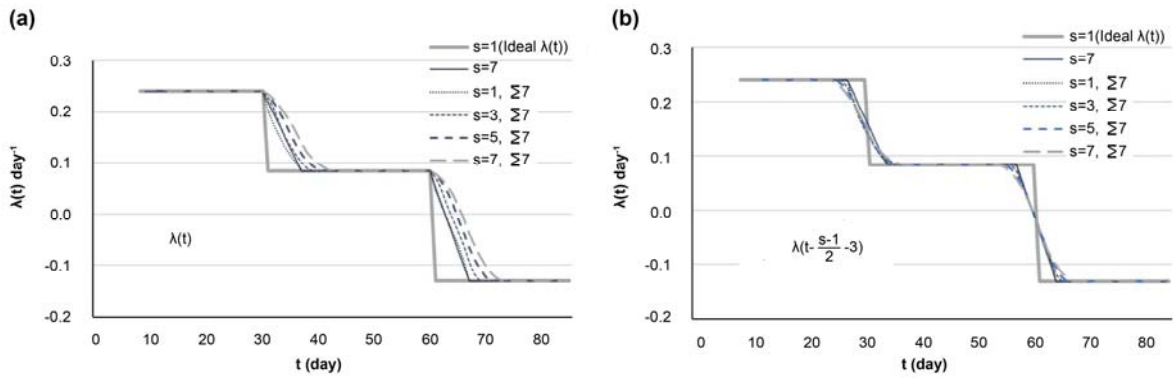 (a)
s=1(Ideal λ(t))
s=7
s=1, Σ7
s=3, Σ7
s=5, Σ7
s=7, Σ7
0.3
0.2
0.1
0.0
-0.1
-0.2
λ(t) day⁻¹
λ(t)
0 10 20 30 40 50 60 70 80
t (day)
(b)
s=1(Ideal λ(t))
s=7
s=1, Σ7
s=3, Σ7
s=5, Σ7
s=7, Σ7
0.3
0.2
0.1
0.0
-0.1
-0.2
λ(t) day⁻¹
λ(t- s-1/2 -3)
0 10 20 30 40 50 60 70 80
t (day)